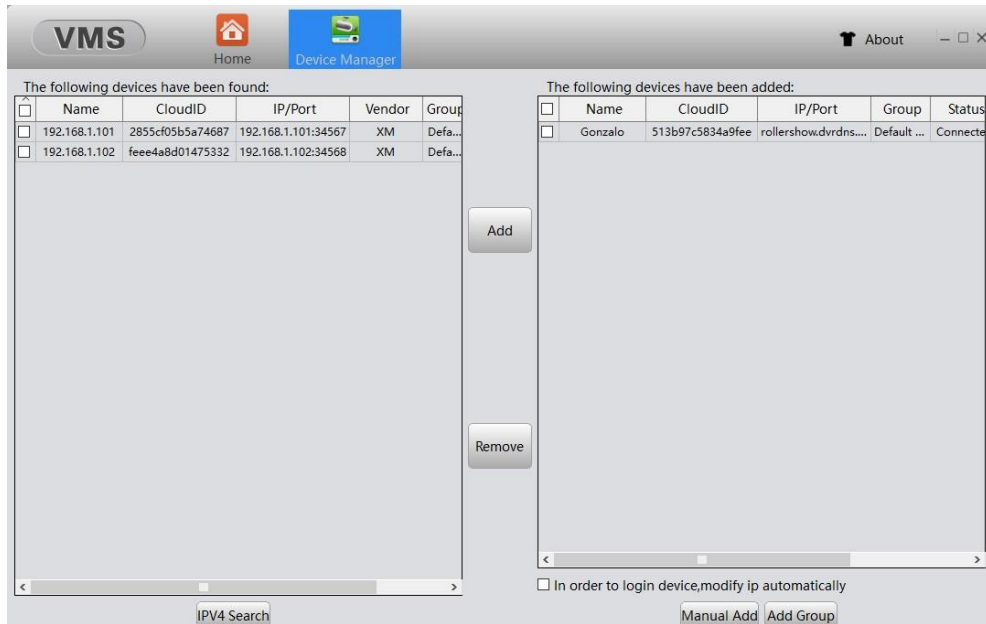 VMS
Home
Device Manager
About
The following devices have been found:
Name CloudID IP/Port Vendor Group
192.168.1.101 2855cf05b5a74687 192.168.1.101:34567 XM Defa...
192.168.1.102 feee4a8d01475332 192.168.1.102:34568 XM Defa...
Add
Remove
The following devices have been added:
Name CloudID IP/Port Group Status
Gonzalo 513b97c5834a9fee rollershow.dvrdns.... Default ... Connecte
In order to login device,modify ip automatically
IPV4 Search
Manual Add Add Group